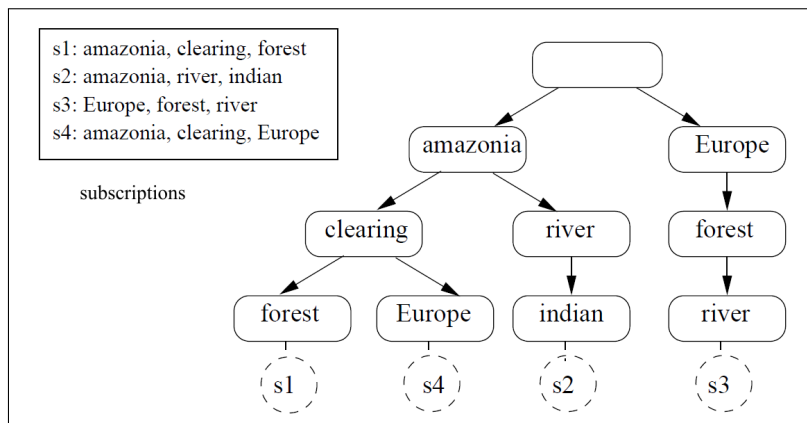 s1: amazonia, clearing, forest
s2: amazonia, river, indian
s3: Europe, forest, river
s4: amazonia, clearing, Europe
subscriptions
amazonia
Europe
clearing
river
forest
forest
Europe
indian
river
s1
s4
s2
s3